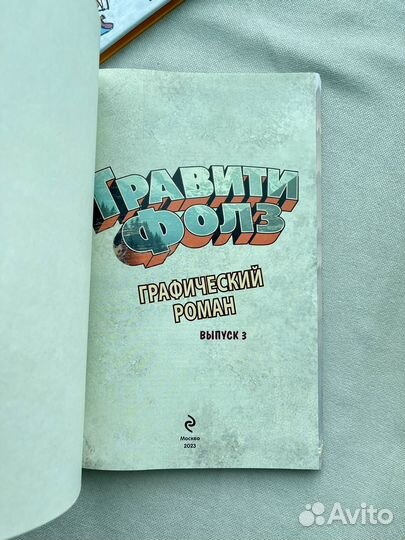 ГРАВИТИ
ФОЛЗ
ГРАФИЧЕСКИЙ
РОМАН
ВЫПУСК 3
Москва
2023
Avito